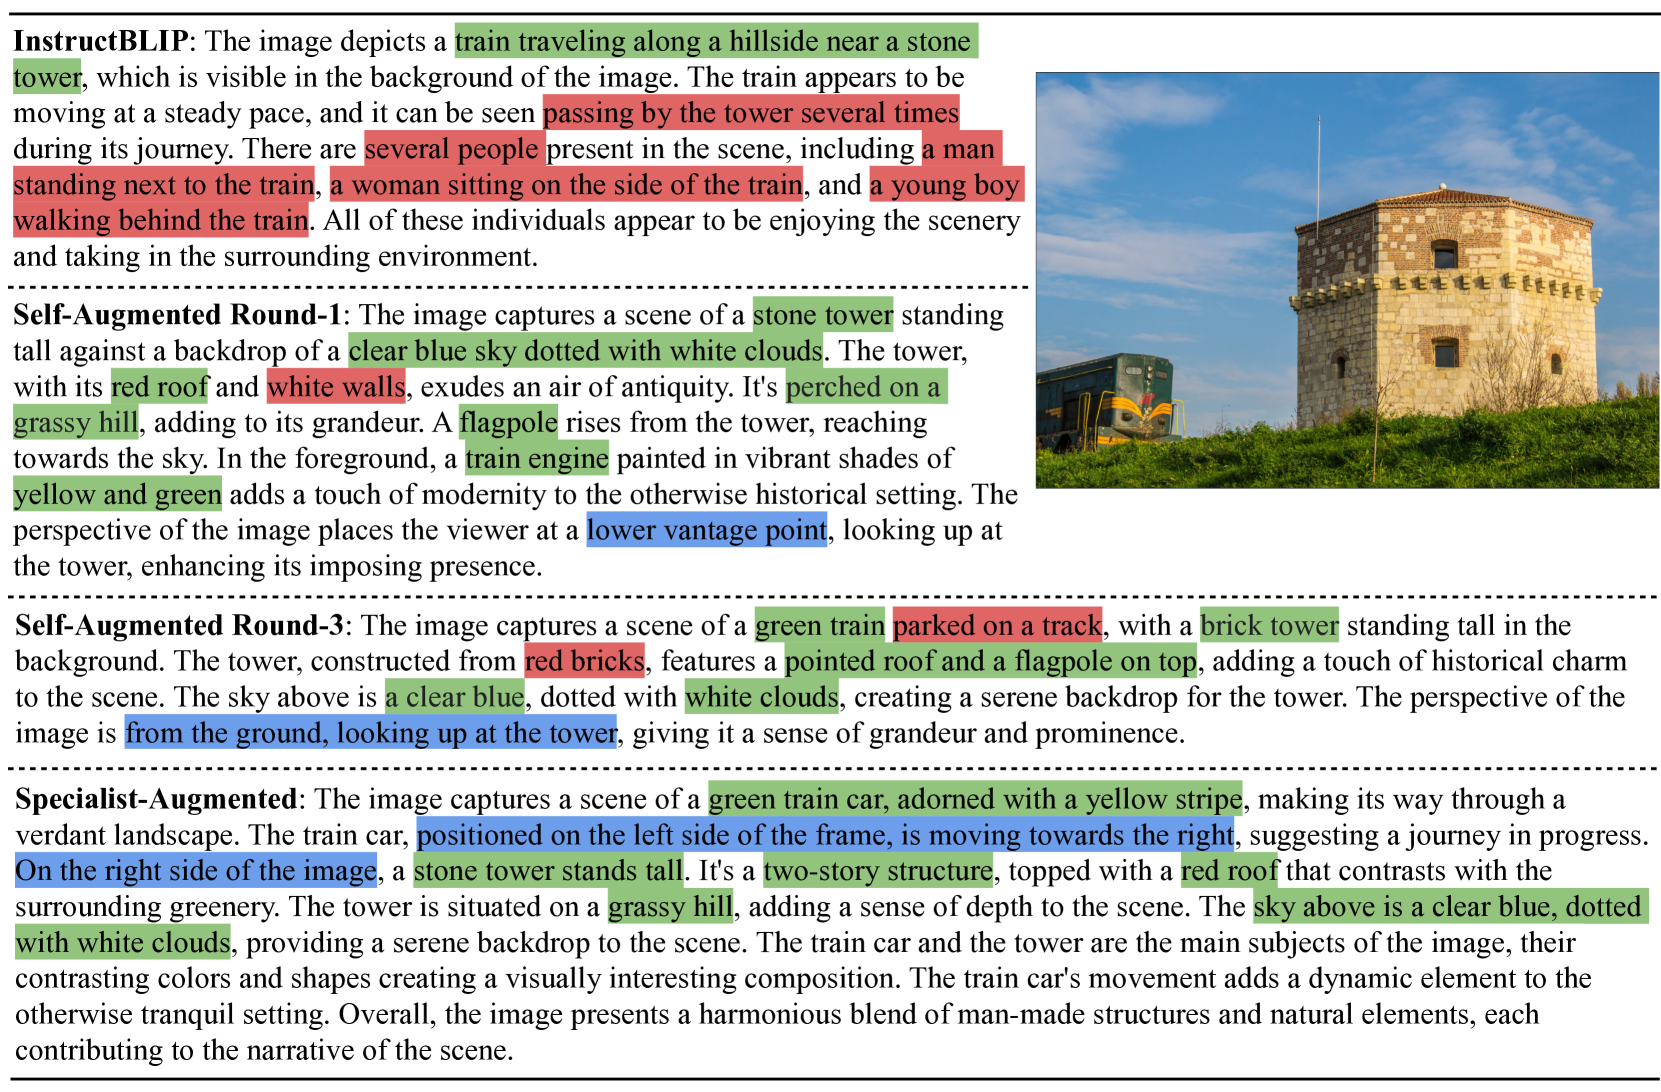 InstructBLIP: The image depicts a train traveling along a hillside near a stone
tower, which is visible in the background of the image. The train appears to be
moving at a steady pace, and it can be seen passing by the tower several times
during its journey. There are several people present in the scene, including a man
standing next to the train, a woman sitting on the side of the train, and a young boy
walking behind the train. All of these individuals appear to be enjoying the scenery
and taking in the surrounding environment.
Self-Augmented Round-1: The image captures a scene of a stone tower standing
tall against a backdrop of a clear blue sky dotted with white clouds. The tower,
with its red roof and white walls, exudes an air of antiquity. It's perched on a
grassy hill, adding to its grandeur. A flagpole rises from the tower, reaching
towards the sky. In the foreground, a train engine painted in vibrant shades of
yellow and green adds a touch of modernity to the otherwise historical setting. The
perspective of the image places the viewer at a lower vantage point, looking up at
the tower, enhancing its imposing presence.
Self-Augmented Round-3: The image captures a scene of a green train parked on a track, with a brick tower standing tall in the
background. The tower, constructed from red bricks, features a pointed roof and a flagpole on top, adding a touch of historical charm
to the scene. The sky above is a clear blue, dotted with white clouds, creating a serene backdrop for the tower. The perspective of the
image is from the ground, looking up at the tower, giving it a sense of grandeur and prominence.
Specialist-Augmented: The image captures a scene of a green train car, adorned with a yellow stripe, making its way through a
verdant landscape. The train car, positioned on the left side of the frame, is moving towards the right, suggesting a journey in progress.
On the right side of the image, a stone tower stands tall. It's a two-story structure, topped with a red roof that contrasts with the
surrounding greenery. The tower is situated on a grassy hill, adding a sense of depth to the scene. The sky above is a clear blue, dotted
with white clouds, providing a serene backdrop to the scene. The train car and the tower are the main subjects of the image, their
contrasting colors and shapes creating a visually interesting composition. The train car's movement adds a dynamic element to the
otherwise tranquil setting. Overall, the image presents a harmonious blend of man-made structures and natural elements, each
contributing to the narrative of the scene.